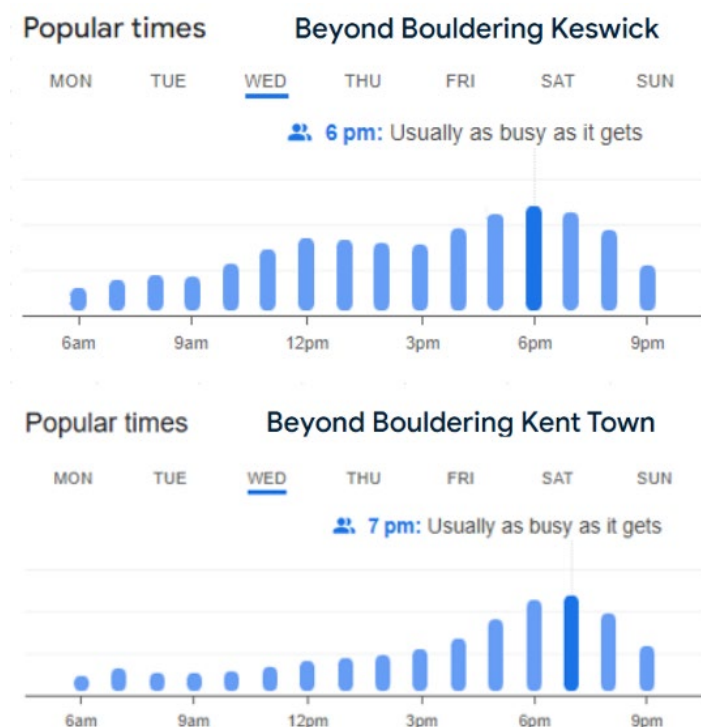 Popular times Beyond Bouldering Keswick
MON TUE WED THU FRI SAT SUN
6 pm: Usually as busy as it gets
6am 9am 12pm 3pm 6pm 9pm
Popular times Beyond Bouldering Kent Town
MON TUE WED THU FRI SAT SUN
7 pm: Usually as busy as it gets
6am 9am 12pm 3pm 6pm 9pm